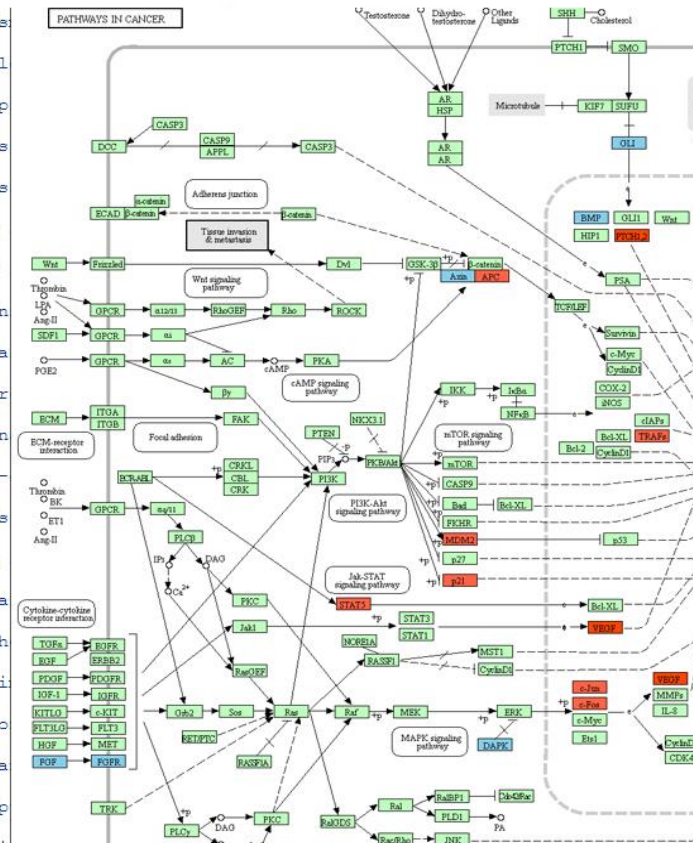 PATHWAYS IN CANCER
Testosterone
Dihydro-
testosterone
Other
Ligands
SHH
Cholesterol
PTCH1
SMO
AR
HSP
Microtubule
KIF7
SUFU
CASP3
DCC
CASP9
APPL
CASP3
AR
AR
GLI
Adherens junction
α-catenin
ECAD
β-catenin
β-catenin
BMP
GLI1
Wnt
HIP1
PTCH1,2
Tissue invasion
& metastasis
Wnt
Frizzled
Dvl
GSK-3β
β-catenin
Axin
APC
+p
Wnt signaling
pathway
PSA
Thrombin
LPA
Ang-II
GPCR
α12/13
RhoGEF
Rho
ROCK
TCF/LEF
SDF1
GPCR
αi
Survivin
PGE2
GPCR
αs
AC
cAMP
PKA
c-Myc
CyclinD1
cAMP signaling
pathway
βγ
IKK
IκBα
+p
NFκB
COX-2
iNOS
ECM
ITGA
ITGB
FAK
ECM-receptor
interaction
Focal adhesion
PTEN
NKX3.1
-p
PIP3
PKB/Akt
mTOR signaling
pathway
cIAPs
Bcl-XL
TRAFs
Bcl-2
CyclinD1
BCR-ABL
+p
CRKL
CBL
CRK
PI3K
mTOR
CASP9
Bad
Bcl-XL
FKHR
MDM2
p53
p27
p21
PI3K-Akt
signaling pathway
Thrombin
BK
ET1
Ang-II
GPCR
α4/11
PLCβ
IP3
DAG
Ca2+
Jak-STAT
signaling pathway
PKC
STAT5
Bcl-XL
Cytokine-cytokine
receptor interaction
Jak1
STAT3
STAT1
VEGF
TGFα
EGFR
EGF
ERBB2
PDGF
PDGFR
IGF-1
IGFR
KITLG
c-KIT
FLT3LG
FLT3
HGF
MET
FGF
FGFR
NORE1A
RASSF1
MST1
CyclinD1
RasGEF
Grb2
Sos
Ras
Raf
+p
MEK
ERK
+p
RET/PTC
RASSF1A
MAPK signaling
pathway
DAPK
c-Jun
c-Fos
c-Myc
Ets1
VEGF
MMPs
IL-8
CyclinD1
CDK4
TRK
+p
PLCγ
DAG
PKC
RalGDS
Ral
RalBP1
Cdc42/Rac
PLD1
PA
Rac/Rho
JNK